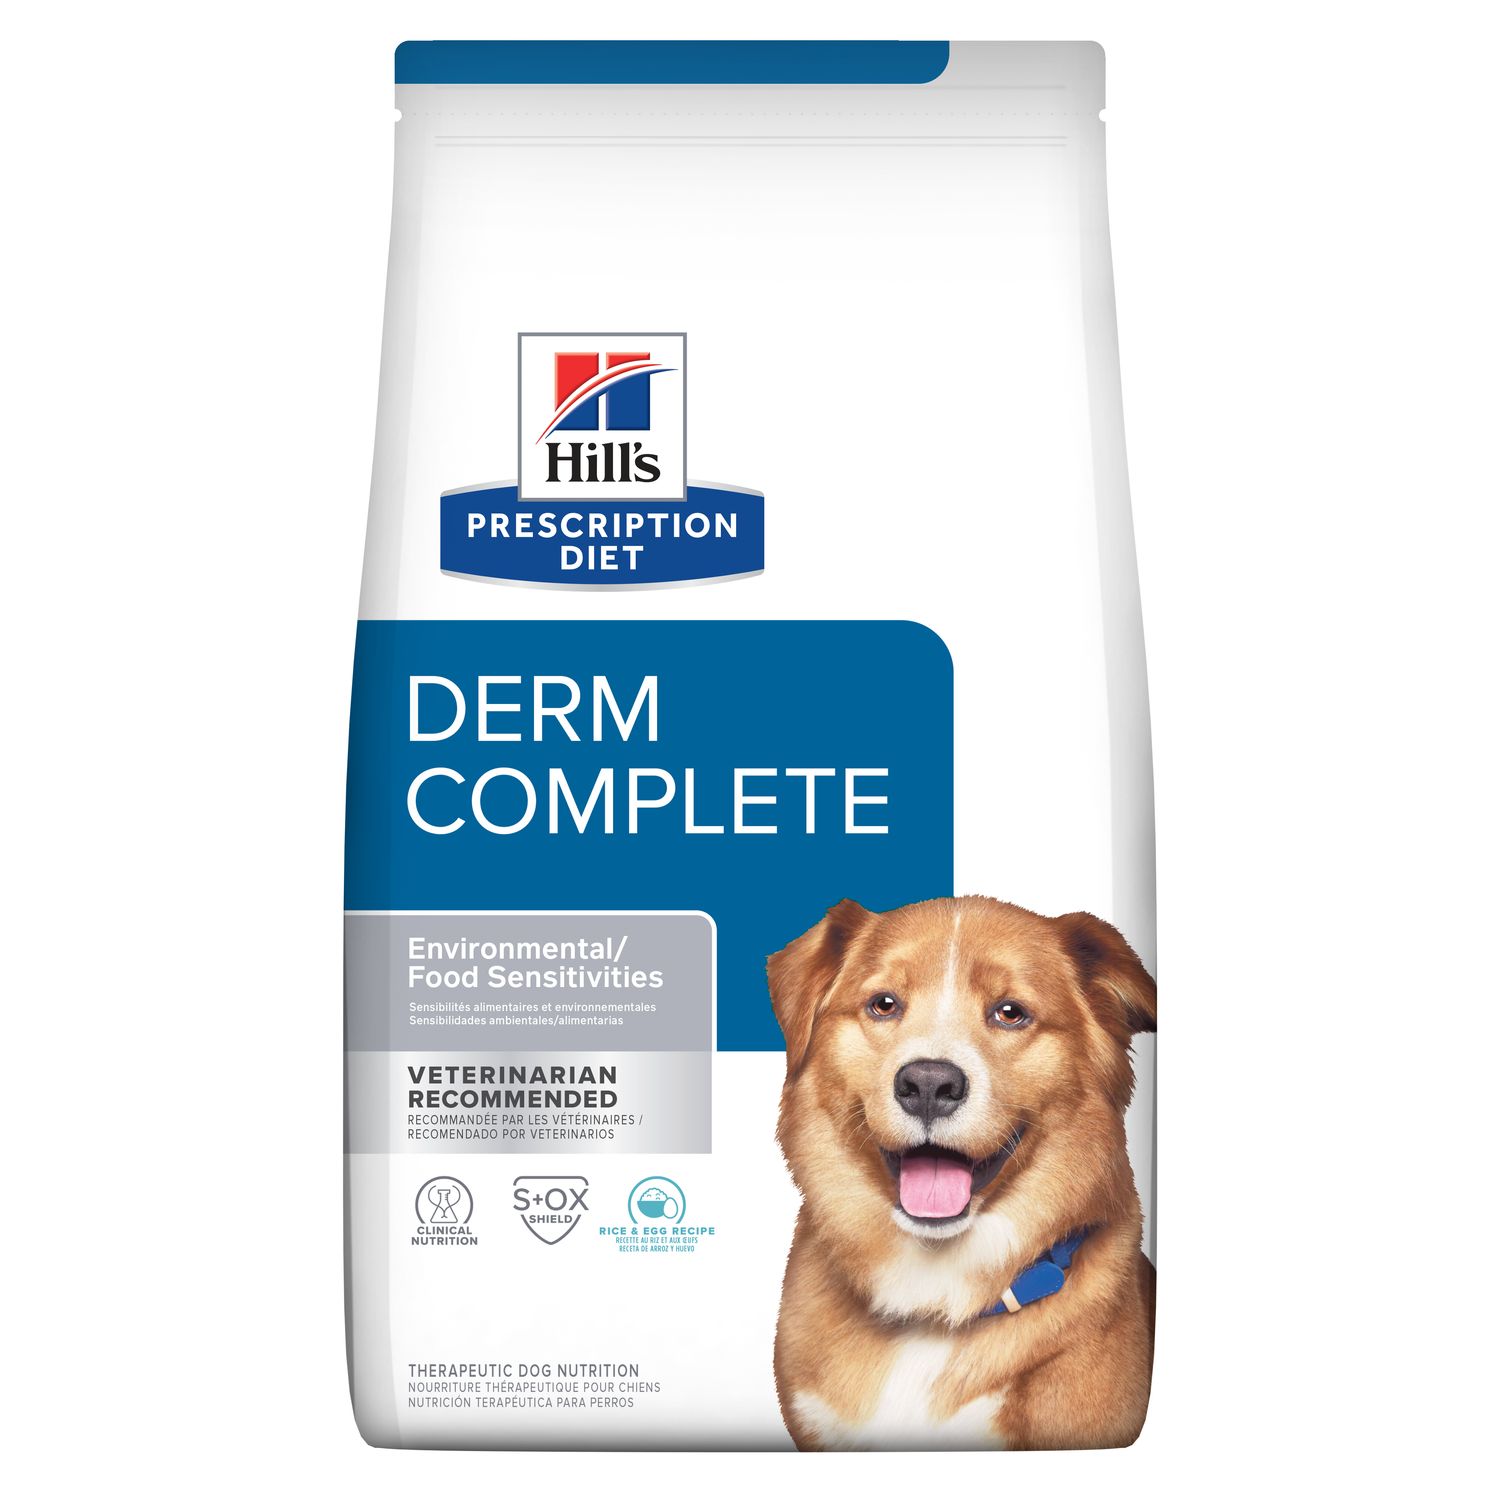 Hill's
PRESCRIPTION
DIET
DERM
COMPLETE
Environmental/
Food Sensitivities
Sensibilités alimentaires et environnementales
Sensibilidades ambientales/alimentarias
VETERINARIAN
RECOMMENDED
RECOMMANDÉE PAR LES VÉTÉRINAIRES /
RECOMENDADO POR VETERINARIOS
CLINICAL
NUTRITION
S+OX
SHIELD
RICE & EGG RECIPE
RECETTE AU RIZ ET AUX ŒUFS
RECETA DE ARROZ Y HUEVO
THERAPEUTIC DOG NUTRITION
NOURRITURE THÉRAPEUTIQUE POUR CHIENS
NUTRICIÓN TERAPÉUTICA PARA PERROS